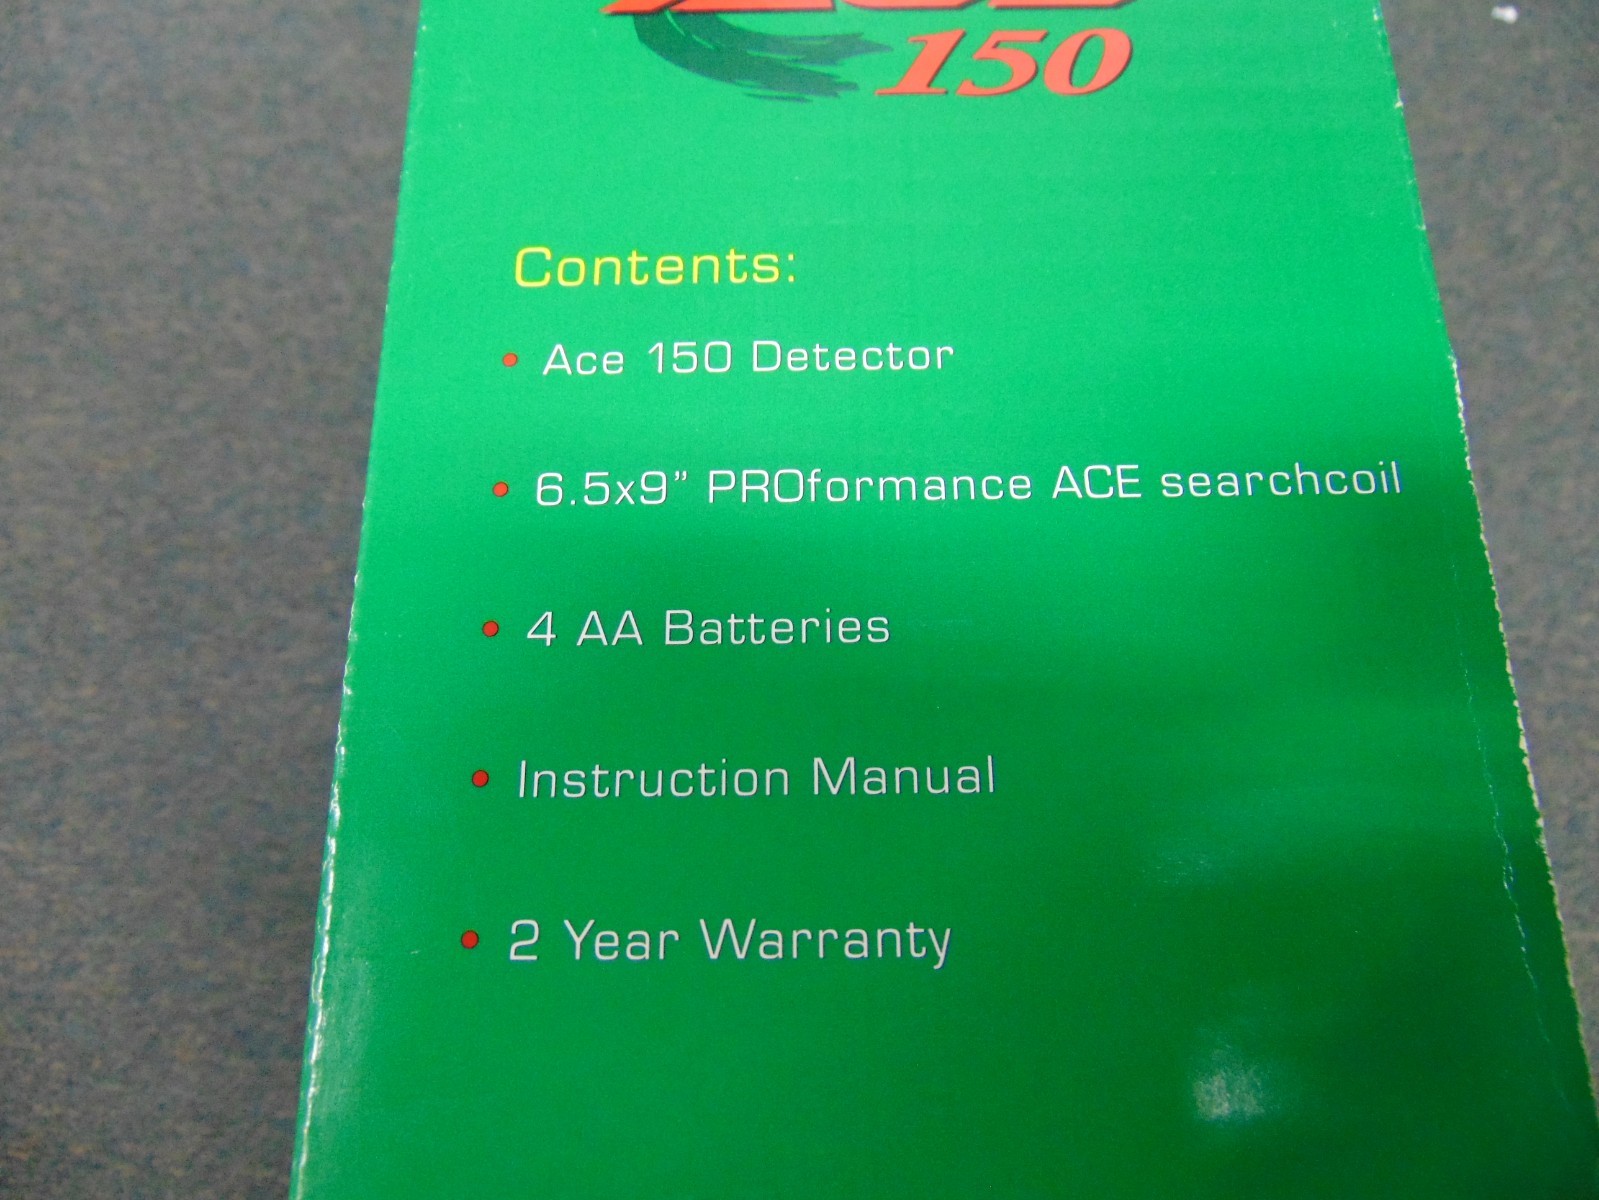 150
Contents:
• Ace 150 Detector
• 6.5x9” PROformance ACE searchcoil
• 4 AA Batteries
• Instruction Manual
• 2 Year Warranty